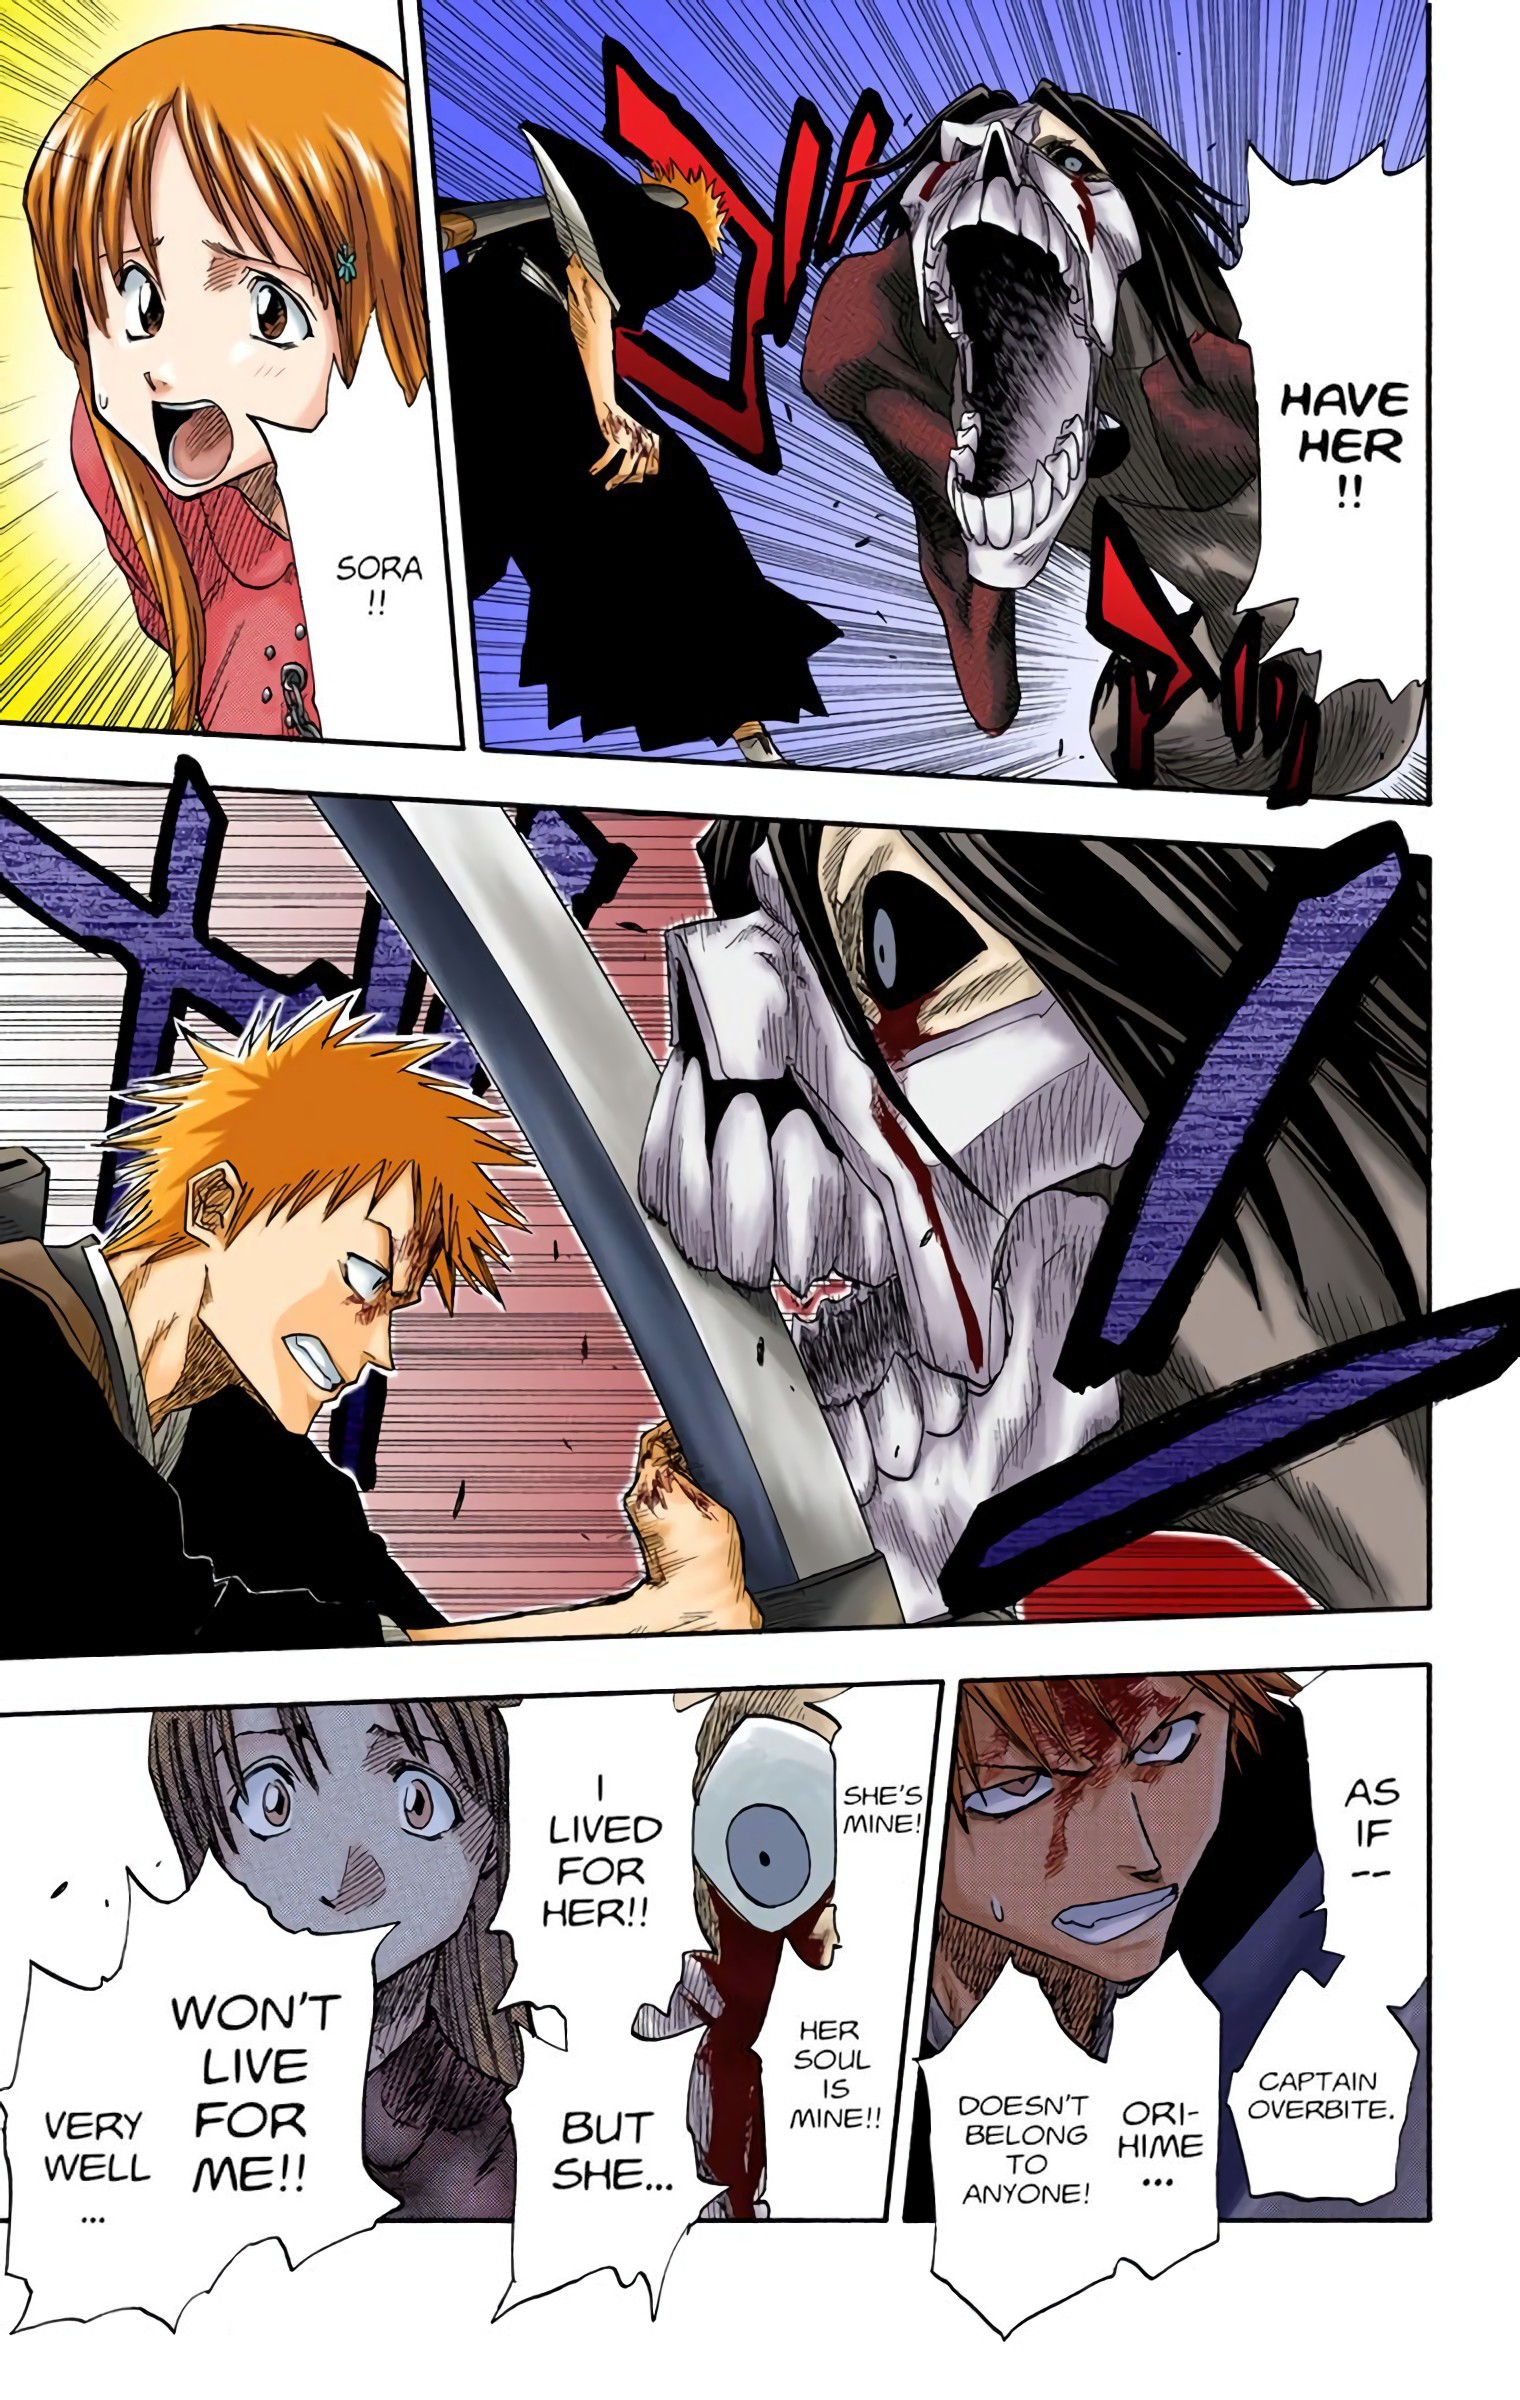 HAVE
HER
!!
SORA
!!
AS
IF
--
CAPTAIN
OVERBITE.
ORI-
HIME
...
DOESN'T
BELONG
TO
ANYONE!
SHE'S
MINE!
HER
SOUL
IS
MINE!!
I
LIVED
FOR
HER!!
BUT
SHE...
WON'T
LIVE
FOR
ME!!
VERY
WELL
...